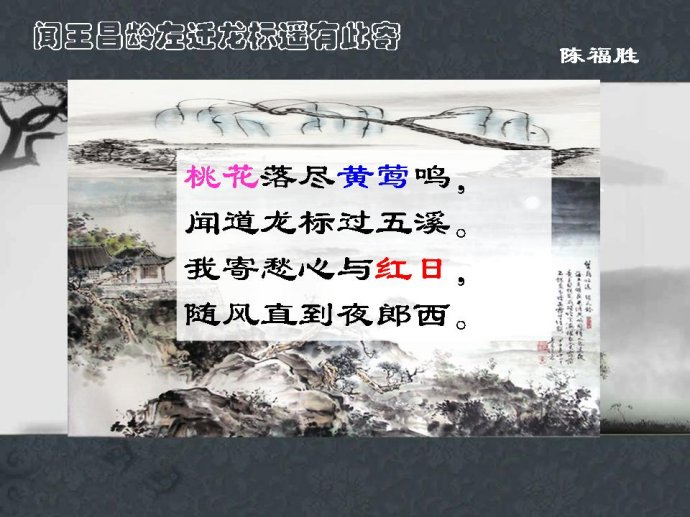 闻王昌龄左迁龙标遥有此寄
陈福胜
桃花落尽黄莺鸣，
闻道龙标过五溪。
我寄愁心与红日，
随风直到夜郎西。